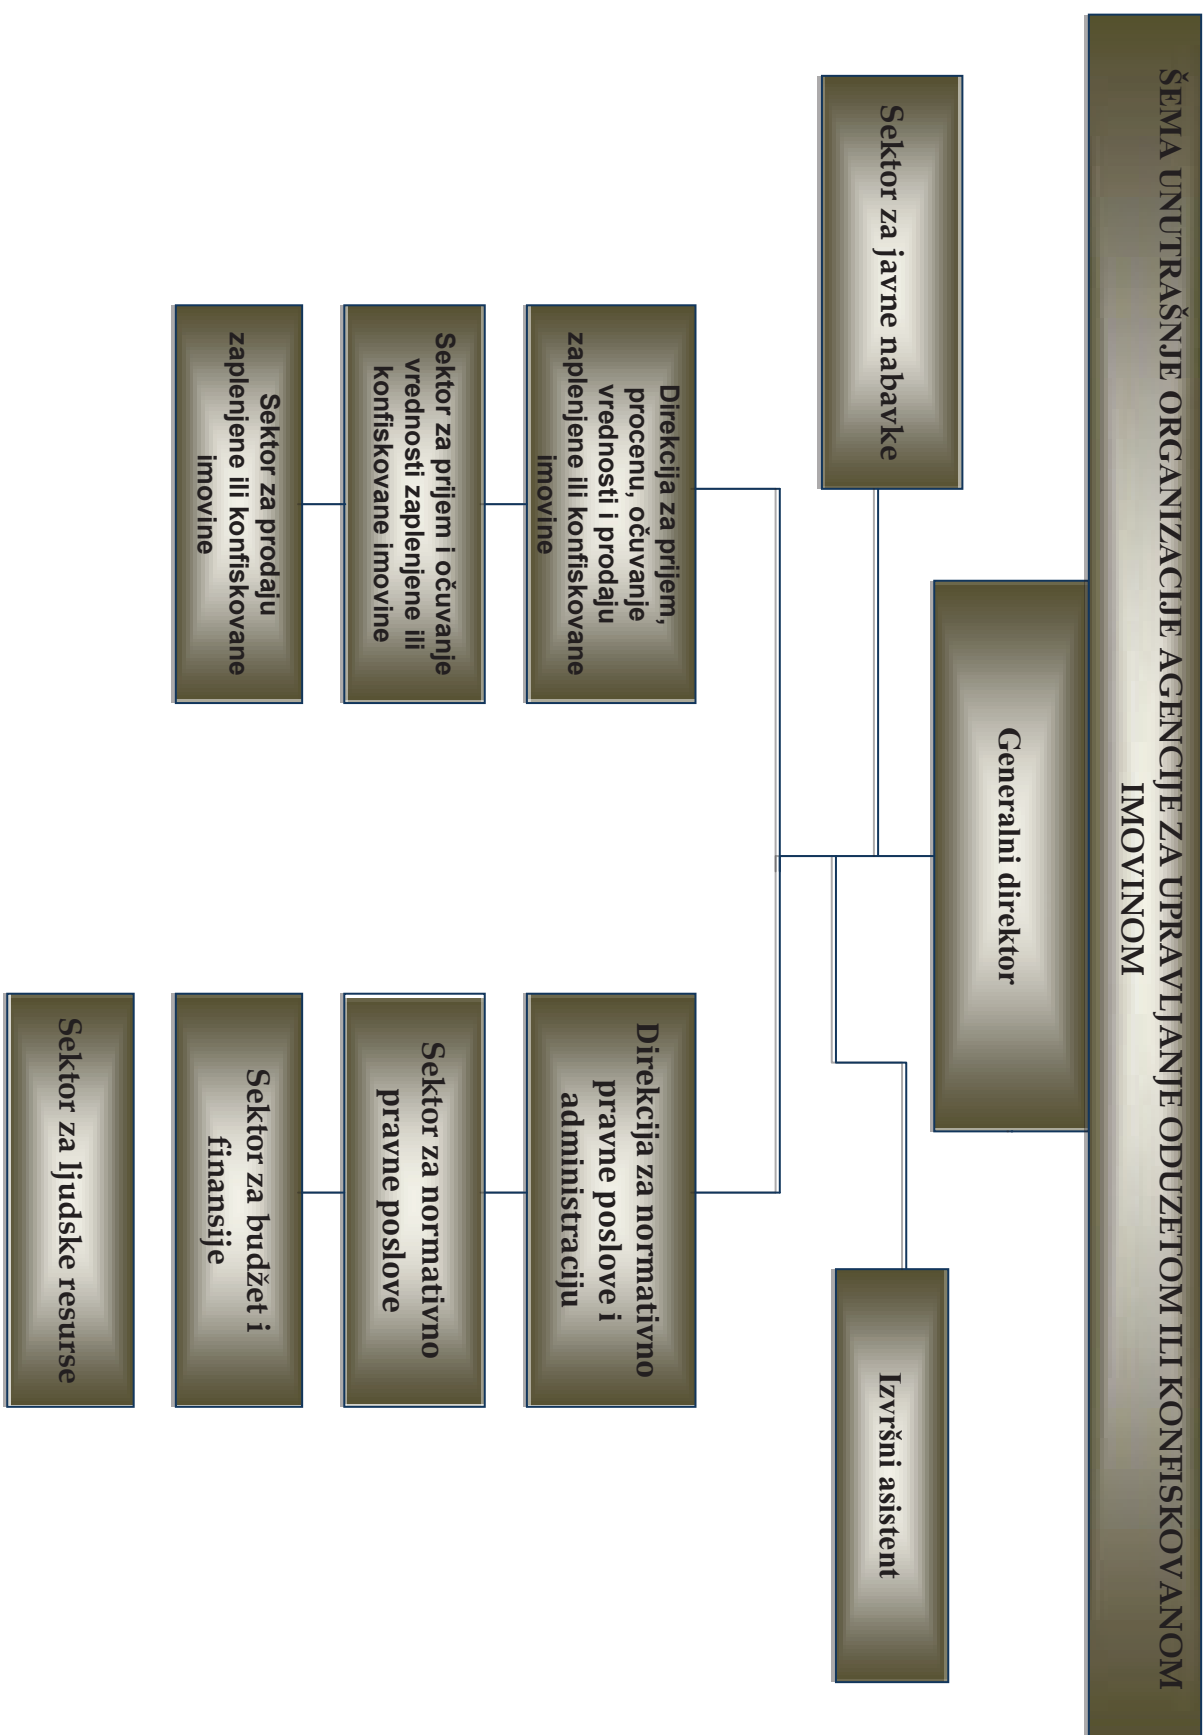 ŠEMA UNUTRAŠNJE ORGANIZACIJE AGENCIJE ZA UPRAVLJANJE ODUZETOM ILI KONFISKOVANOM
IMOVINOM
Generalni direktor
Sektor za javne nabavke
Izvršni asistent
Direkcija za prijem,
procenu, očuvanje
vrednosti i prodaju
zaplenjene ili konfiskovane
imovine
Sektor za prijem i očuvanje
vrednosti zaplenjene ili
konfiskovane imovine
Sektor za prodaju
zaplenjene ili konfiskovane
imovine
Direkcija za normativno
pravne poslove i
administraciju
Sektor za normativno
pravne poslove
Sektor za budžet i
finansije
Sektor za ljudske resurse